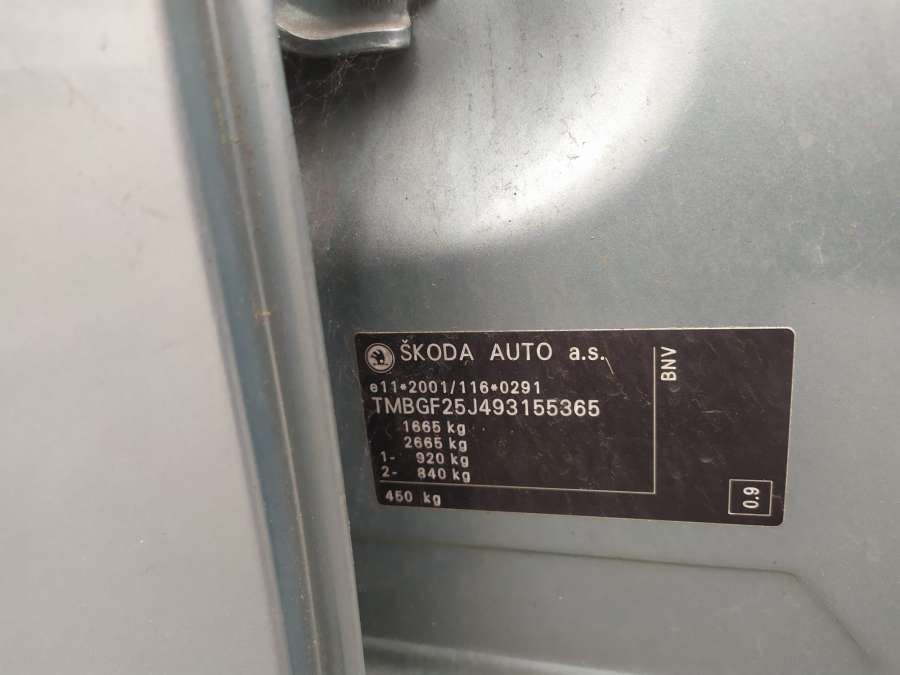 ŠKODA AUTO a.s.
e11*2001/116*0291
TMBGF25J493155365
1665 kg
2665 kg
1- 920 kg
2- 840 kg
450 kg
BNV
0.9